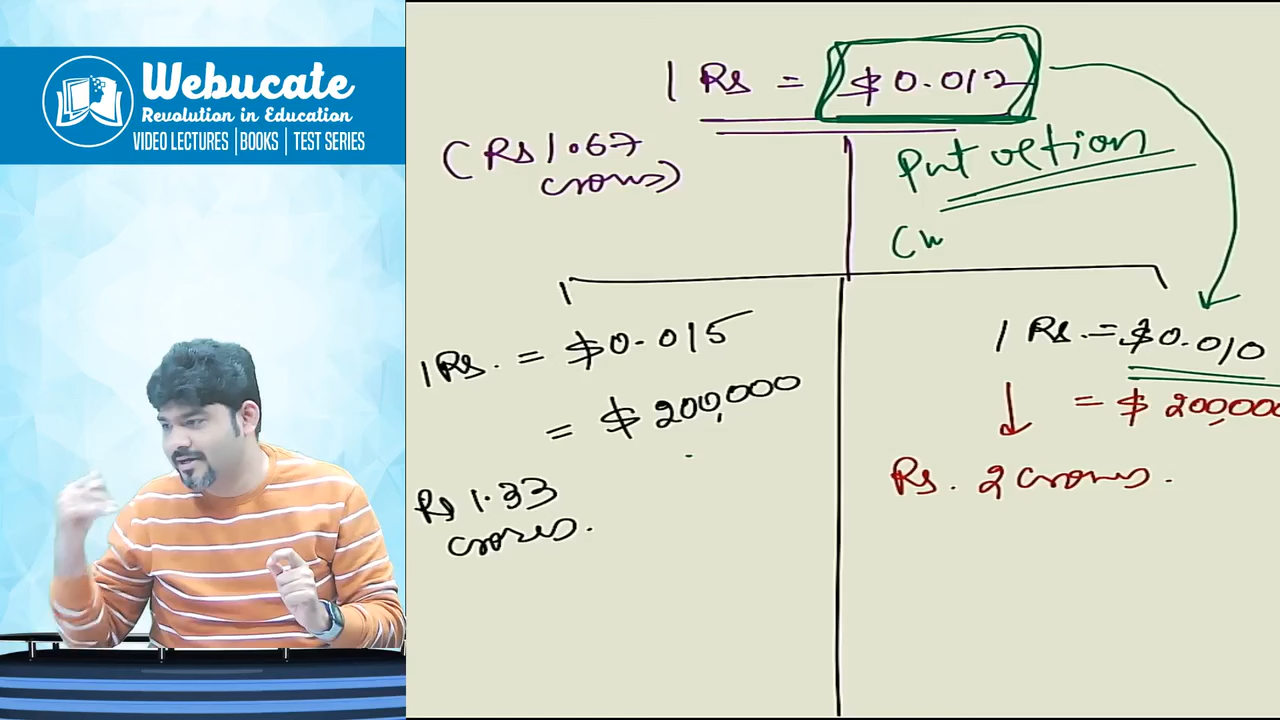 Webucate
Revolution in Education
VIDEO LECTURES | BOOKS | TEST SERIES
1 Rs = $0.012
(Rs 1.67
crores)
Put option
1 Rs. = $0.015
= $ 200,000
Rs 1.33
crores.
1 Rs. = $0.010
= $ 200,000
Rs. 2 crores.